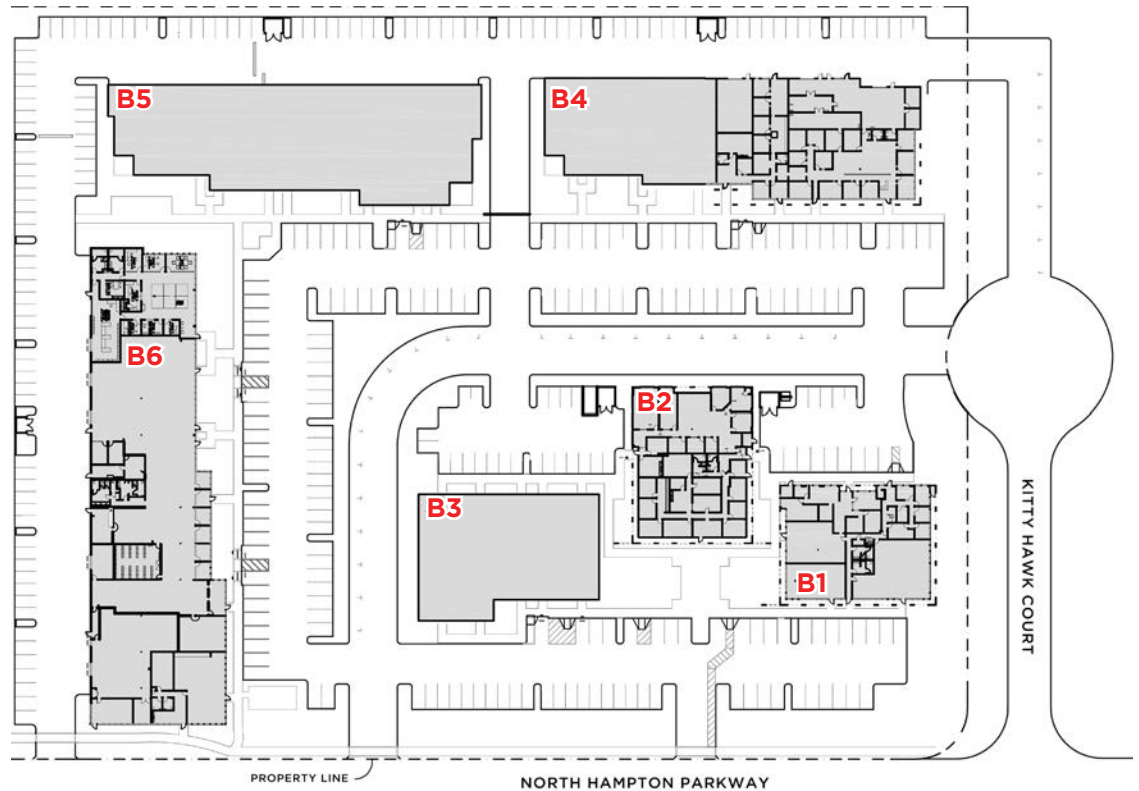 B5
B4
B6
B2
B3
B1
KITTY HAWK COURT
PROPERTY LINE
NORTH HAMPTON PARKWAY